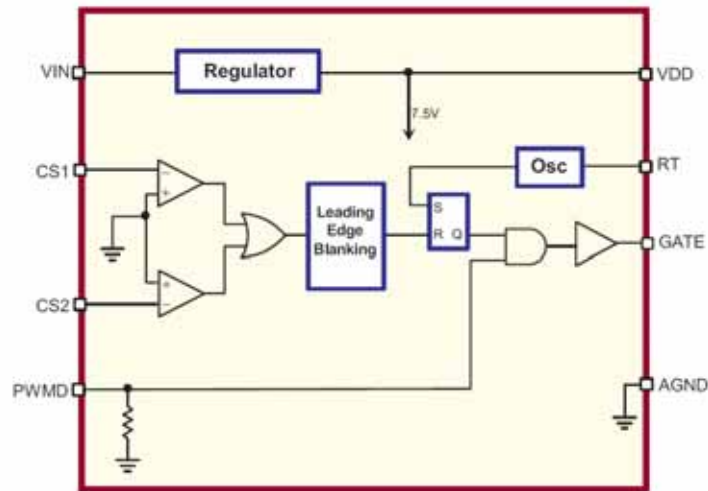 VIN
Regulator
VDD
7.5V
CS1
-
+
Osc
RT
S
R Q
Leading
Edge
Blanking
GATE
+
-
CS2
PWMD
AGND